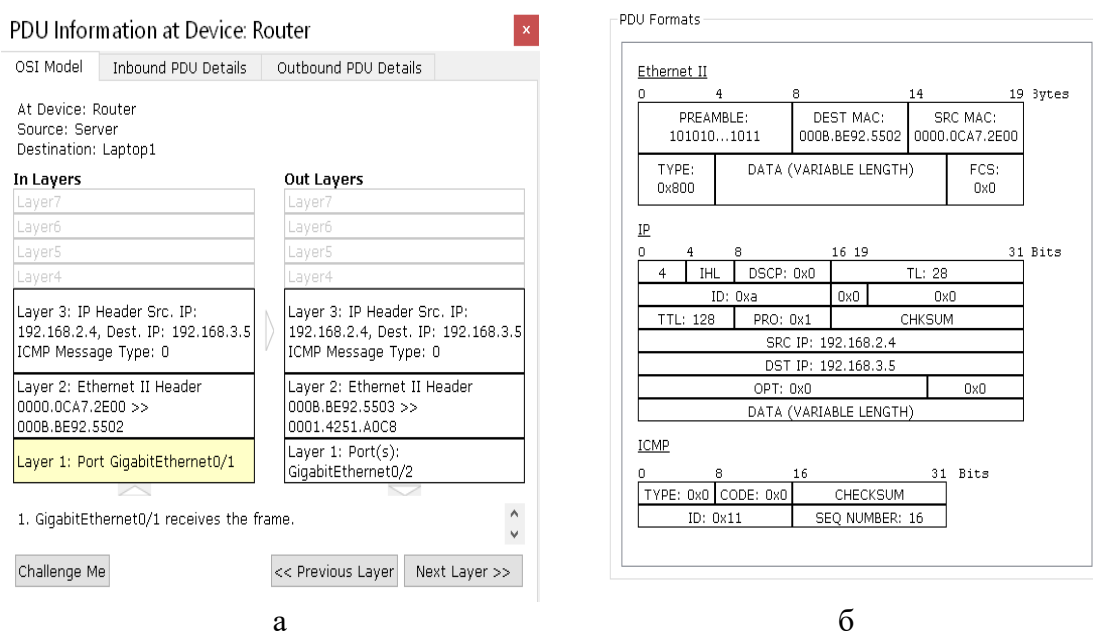 PDU Information at Device: Router
x
OSI Model Inbound PDU Details Outbound PDU Details
At Device: Router
Source: Server
Destination: Laptop1
In Layers
Layer7
Layer6
Layer5
Layer4
Layer 3: IP Header Src. IP:
192.168.2.4, Dest. IP: 192.168.3.5
ICMP Message Type: 0
Layer 2: Ethernet II Header
0000.0CA7.2E00 >>
000B.BE92.5502
Layer 1: Port GigabitEthernet0/1
Out Layers
Layer7
Layer6
Layer5
Layer4
Layer 3: IP Header Src. IP:
192.168.2.4, Dest. IP: 192.168.3.5
ICMP Message Type: 0
Layer 2: Ethernet II Header
000B.BE92.5503 >>
0001.4251.A0C8
Layer 1: Port(s):
GigabitEthernet0/2
1. GigabitEthernet0/1 receives the frame.
Challenge Me << Previous Layer Next Layer >>
а
PDU Formats
Ethernet II
0 4 8 14 19 Bytes
PREAMBLE:
101010...1011
DEST MAC:
000B.BE92.5502
SRC MAC:
0000.0CA7.2E00
TYPE:
0x800
DATA (VARIABLE LENGTH)
FCS:
0x0
IP
0 4 8 16 19 31 Bits
4 IHL DSCP: 0x0 TL: 28
ID: 0xa 0x0 0x0
TTL: 128 PRO: 0x1 CHKSUM
SRC IP: 192.168.2.4
DST IP: 192.168.3.5
OPT: 0x0 0x0
DATA (VARIABLE LENGTH)
ICMP
0 8 16 31 Bits
TYPE: 0x0 CODE: 0x0 CHECKSUM
ID: 0x11 SEQ NUMBER: 16
б